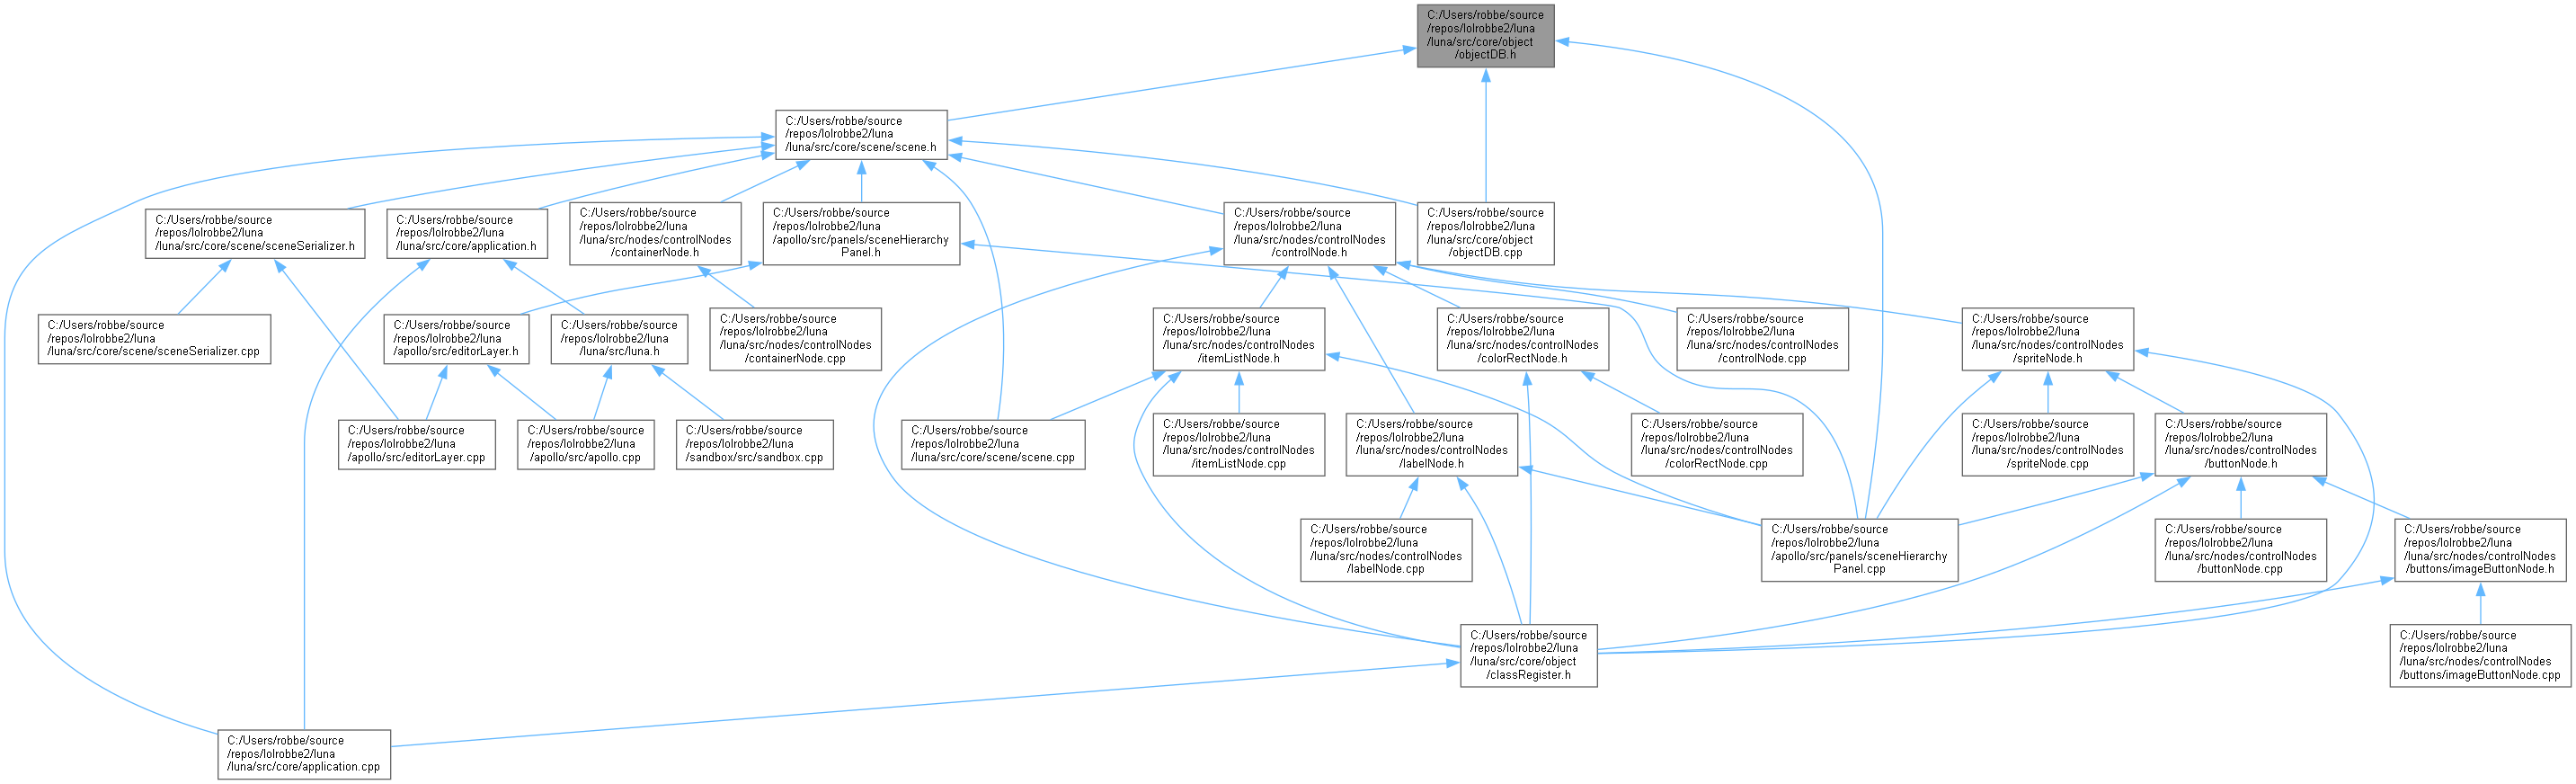 C:/Users/robbe/source
/repos/lolrobbe2/luna
/luna/src/core/object
/objectDB.h
C:/Users/robbe/source
/repos/lolrobbe2/luna
/luna/src/core/scene/scene.h
C:/Users/robbe/source
/repos/lolrobbe2/luna
/luna/src/core/scene/sceneSerializer.h
C:/Users/robbe/source
/repos/lolrobbe2/luna
/luna/src/core/application.h
C:/Users/robbe/source
/repos/lolrobbe2/luna
/luna/src/nodes/controlNodes
/containerNode.h
C:/Users/robbe/source
/repos/lolrobbe2/luna
/apollo/src/panels/sceneHierarchy
Panel.h
C:/Users/robbe/source
/repos/lolrobbe2/luna
/luna/src/nodes/controlNodes
/controlNode.h
C:/Users/robbe/source
/repos/lolrobbe2/luna
/luna/src/core/object
/objectDB.cpp
C:/Users/robbe/source
/repos/lolrobbe2/luna
/luna/src/core/scene/sceneSerializer.cpp
C:/Users/robbe/source
/repos/lolrobbe2/luna
/apollo/src/editorLayer.h
C:/Users/robbe/source
/repos/lolrobbe2/luna
/luna/src/luna.h
C:/Users/robbe/source
/repos/lolrobbe2/luna
/luna/src/nodes/controlNodes
/containerNode.cpp
C:/Users/robbe/source
/repos/lolrobbe2/luna
/luna/src/nodes/controlNodes
/itemListNode.h
C:/Users/robbe/source
/repos/lolrobbe2/luna
/luna/src/nodes/controlNodes
/colorRectNode.h
C:/Users/robbe/source
/repos/lolrobbe2/luna
/luna/src/nodes/controlNodes
/controlNode.cpp
C:/Users/robbe/source
/repos/lolrobbe2/luna
/luna/src/nodes/controlNodes
/spriteNode.h
C:/Users/robbe/source
/repos/lolrobbe2/luna
/apollo/src/editorLayer.cpp
C:/Users/robbe/source
/repos/lolrobbe2/luna
/apollo/src/apollo.cpp
C:/Users/robbe/source
/repos/lolrobbe2/luna
/sandbox/src/sandbox.cpp
C:/Users/robbe/source
/repos/lolrobbe2/luna
/luna/src/core/scene/scene.cpp
C:/Users/robbe/source
/repos/lolrobbe2/luna
/luna/src/nodes/controlNodes
/itemListNode.cpp
C:/Users/robbe/source
/repos/lolrobbe2/luna
/luna/src/nodes/controlNodes
/labelNode.h
C:/Users/robbe/source
/repos/lolrobbe2/luna
/luna/src/nodes/controlNodes
/colorRectNode.cpp
C:/Users/robbe/source
/repos/lolrobbe2/luna
/luna/src/nodes/controlNodes
/spriteNode.cpp
C:/Users/robbe/source
/repos/lolrobbe2/luna
/luna/src/nodes/controlNodes
/buttonNode.h
C:/Users/robbe/source
/repos/lolrobbe2/luna
/luna/src/nodes/controlNodes
/labelNode.cpp
C:/Users/robbe/source
/repos/lolrobbe2/luna
/apollo/src/panels/sceneHierarchy
Panel.cpp
C:/Users/robbe/source
/repos/lolrobbe2/luna
/luna/src/nodes/controlNodes
/buttonNode.cpp
C:/Users/robbe/source
/repos/lolrobbe2/luna
/luna/src/nodes/controlNodes
/buttons/imageButtonNode.h
C:/Users/robbe/source
/repos/lolrobbe2/luna
/luna/src/core/object
/classRegister.h
C:/Users/robbe/source
/repos/lolrobbe2/luna
/luna/src/nodes/controlNodes
/buttons/imageButtonNode.cpp
C:/Users/robbe/source
/repos/lolrobbe2/luna
/luna/src/core/application.cpp